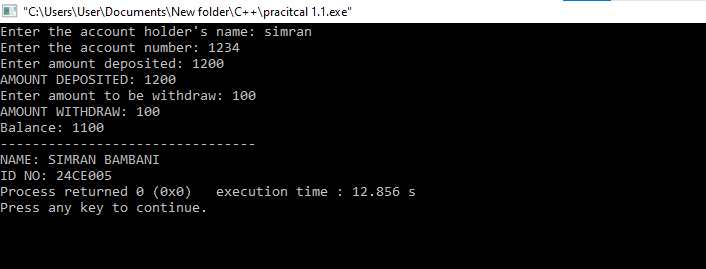 "C:\Users\User\Documents\New folder\C++\pracitcal 1.1.exe"
Enter the account holder's name: simran
Enter the account number: 1234
Enter amount deposited: 1200
AMOUNT DEPOSITED: 1200
Enter amount to be withdraw: 100
AMOUNT WITHDRAW: 100
Balance: 1100
--------------------------------
NAME: SIMRAN BAMBANI
ID NO: 24CE005
Process returned 0 (0x0)   execution time : 12.856 s
Press any key to continue.